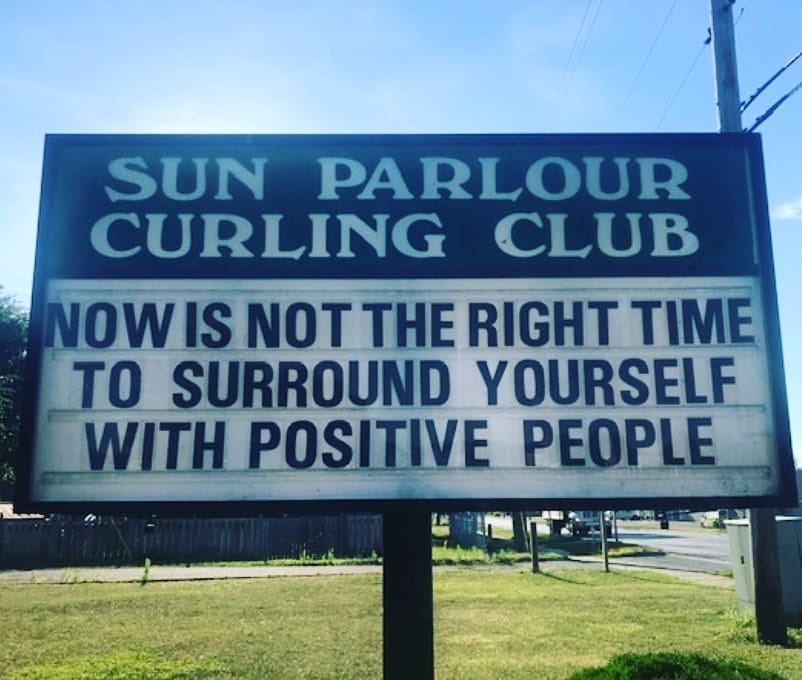 SUN PARLOUR
CURLING CLUB
NOW IS NOT THE RIGHT TIME
TO SURROUND YOURSELF
WITH POSITIVE PEOPLE